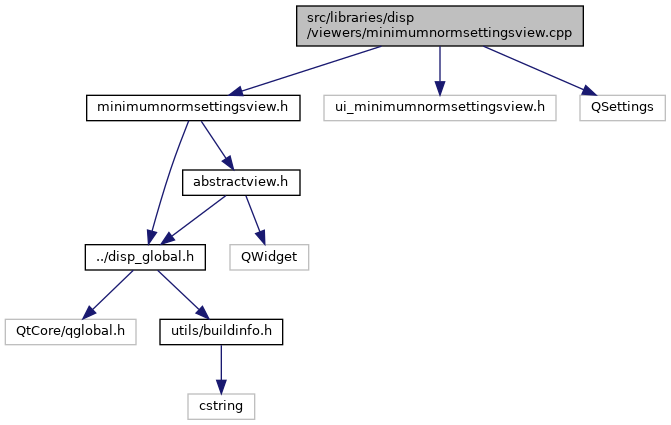 src/libraries/disp
/viewers/minimumnormsettingsview.cpp
minimumnormsettingsview.h
ui_minimumnormsettingsview.h
QSettings
abstractview.h
../disp_global.h
QWidget
QtCore/qglobal.h
utils/buildinfo.h
cstring